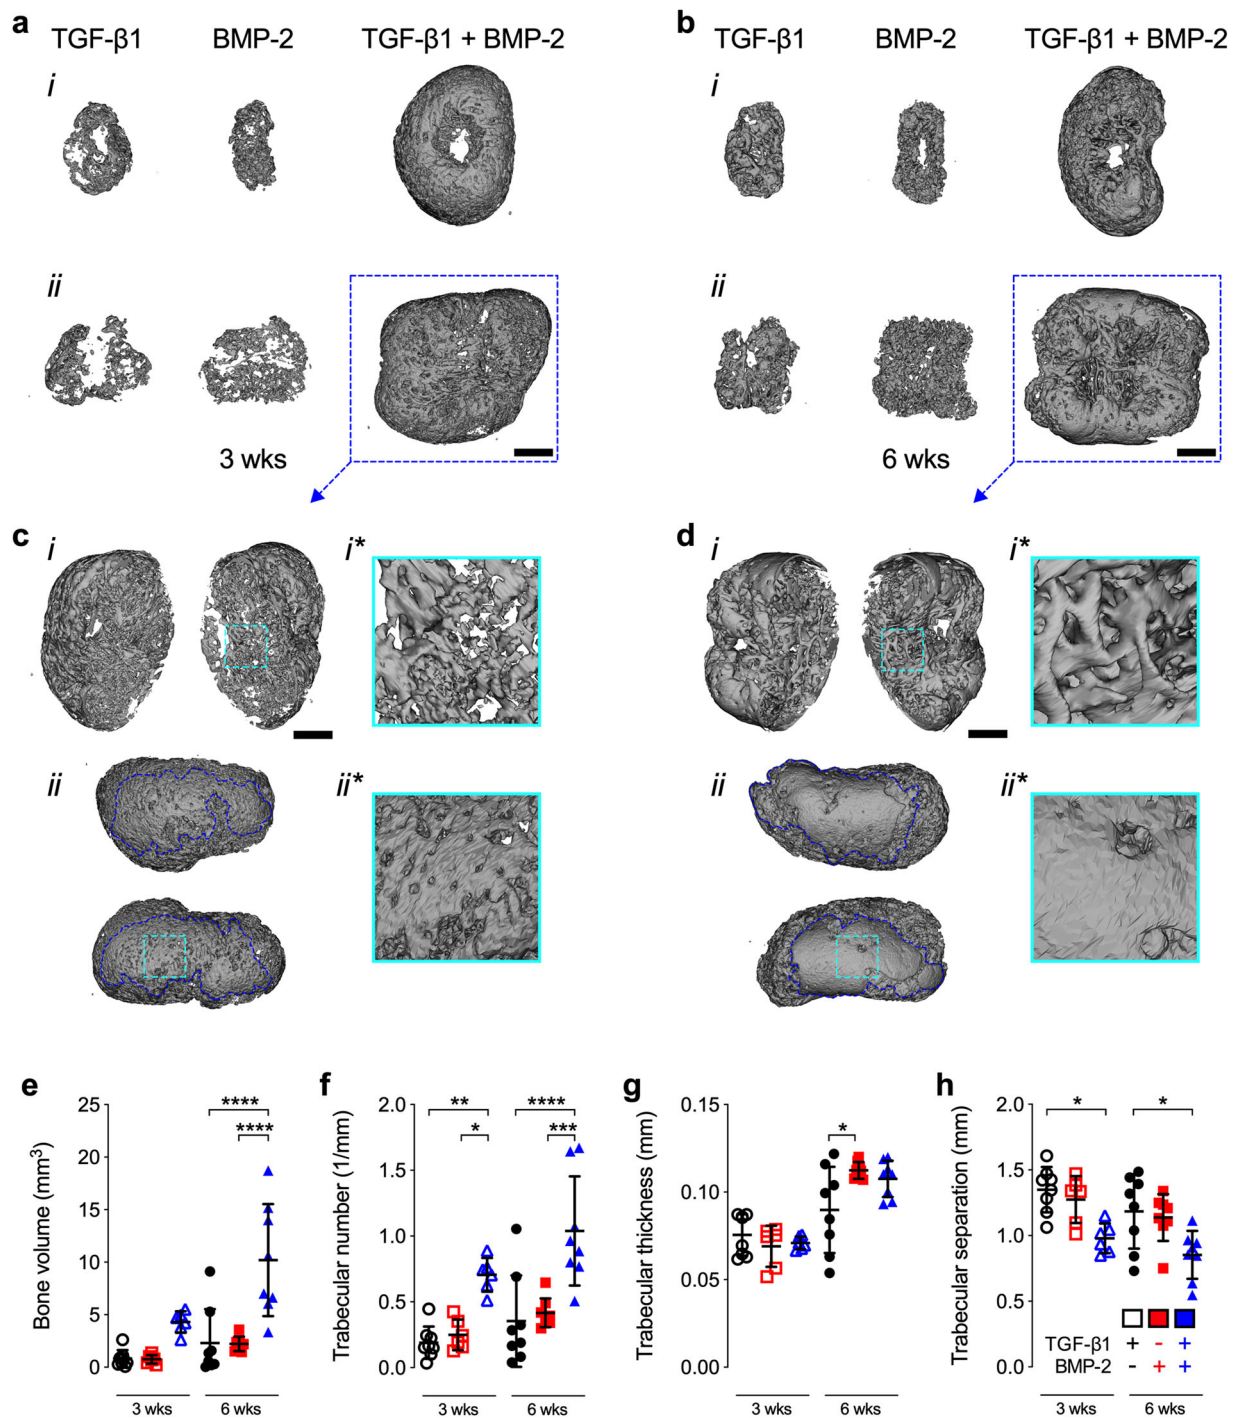 a
TGF-β1 BMP-2 TGF-β1 + BMP-2
i
ii
3 wks
b
TGF-β1 BMP-2 TGF-β1 + BMP-2
i
ii
6 wks
c
i
i*
ii
ii*
d
i
i*
ii
ii*
e
Bone volume (mm³)
25
20
15
10
5
0
****
****
3 wks 6 wks
f
Trabecular number (1/mm)
2.0
1.5
1.0
0.5
0.0
** ****
* ***
3 wks 6 wks
g
Trabecular thickness (mm)
0.15
0.10
0.05
0.00
*
3 wks 6 wks
h
Trabecular separation (mm)
2.0
1.5
1.0
0.5
0.0
* *
TGF-β1 + - +
BMP-2 - + +
3 wks 6 wks